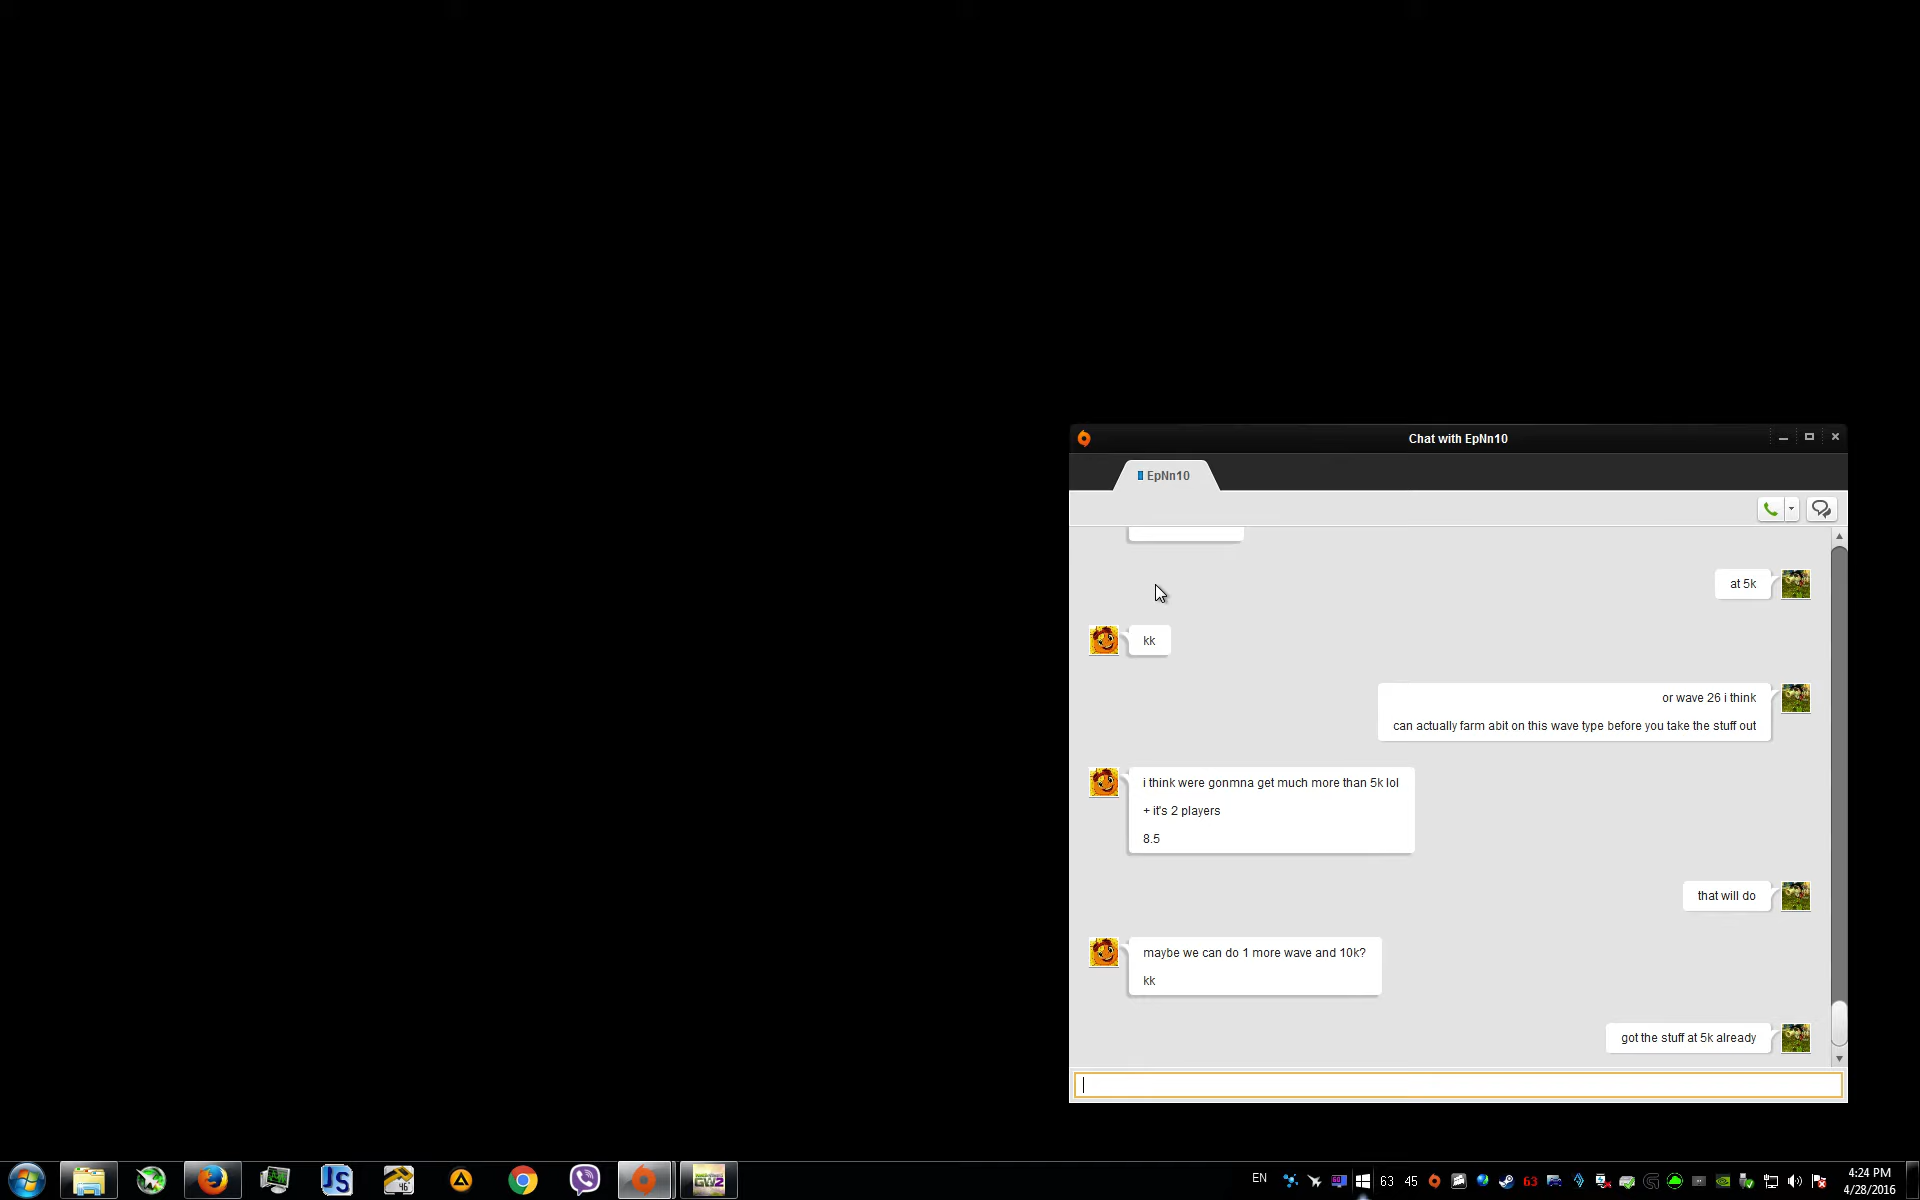 Chat with EpNn10
EpNn10
at 5k
kk
or wave 26 i think
can actually farm abit on this wave type before you take the stuff out
i think were gonmna get much more than 5k lol
+ it's 2 players
8.5
that will do
maybe we can do 1 more wave and 10k?
kk
got the stuff at 5k already
JS
46°
GW2
EN
63
45
63
4:24 PM
4/28/2016